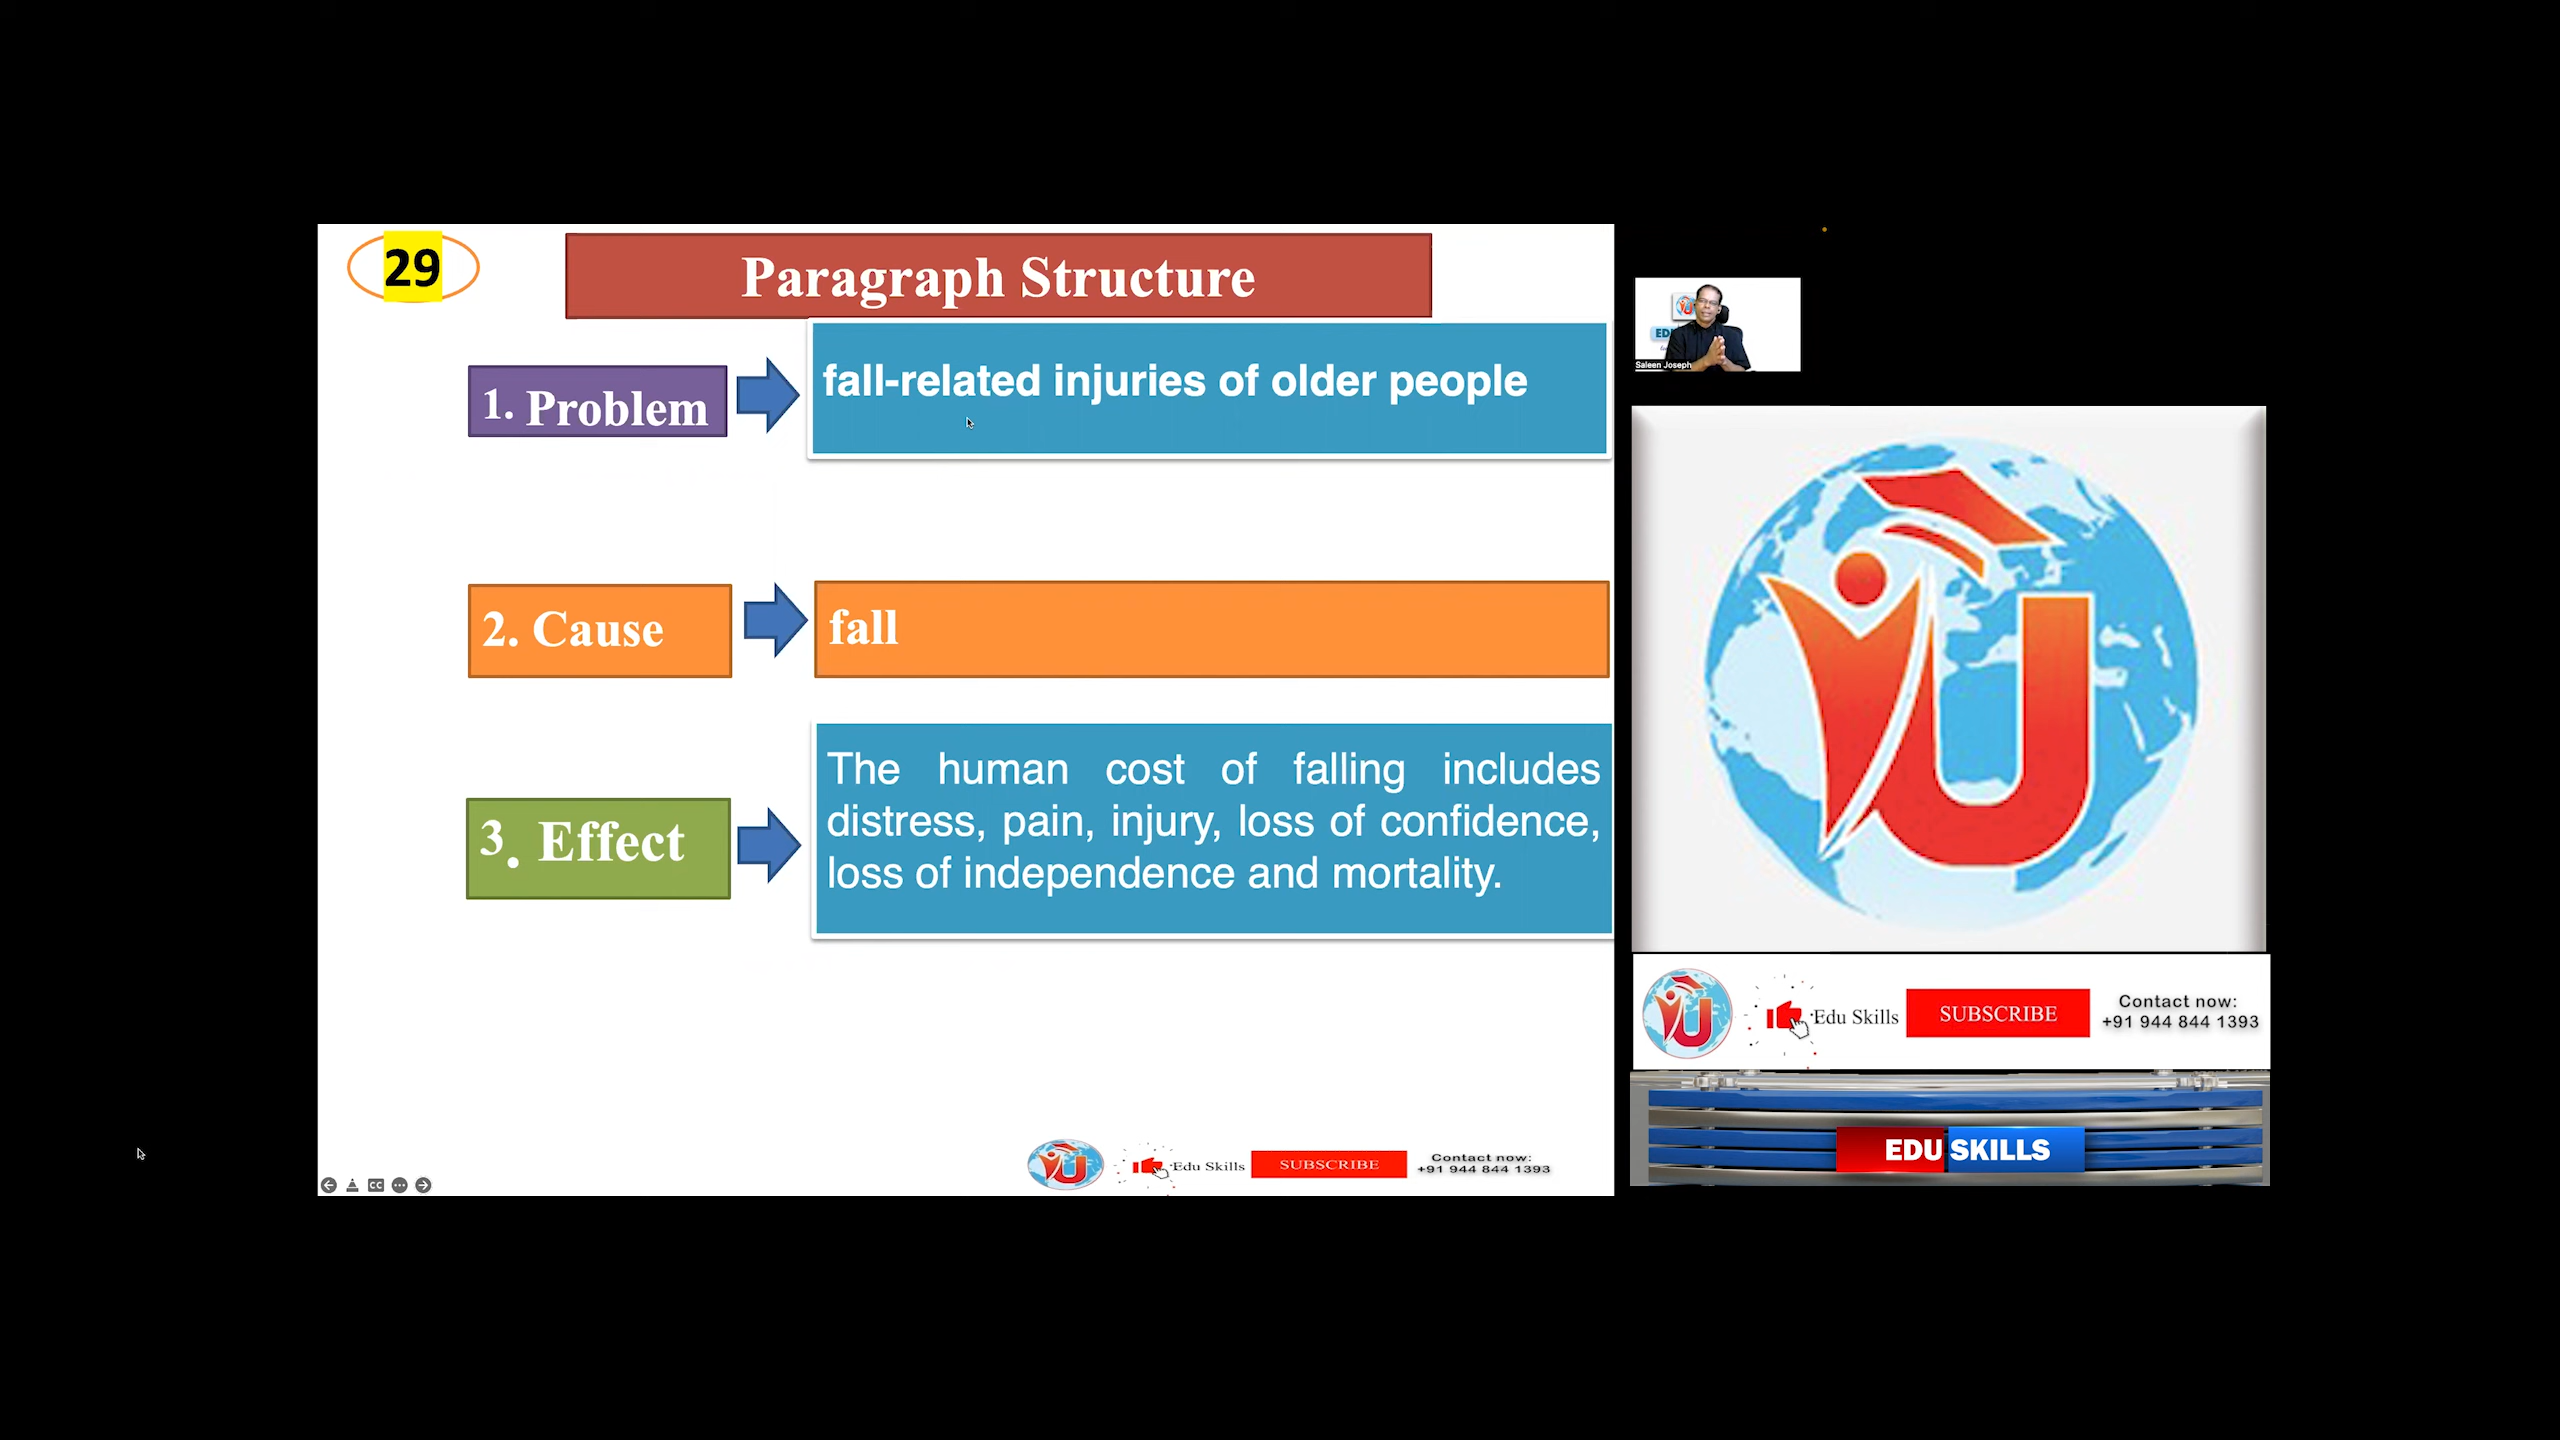 29
Paragraph Structure
1. Problem
fall-related injuries of older people
2. Cause
fall
3. Effect
The human cost of falling includes
distress, pain, injury, loss of confidence,
loss of independence and mortality.
Edu Skills
SUBSCRIBE
Contact now:
+91 944 844 1393
CC
Saleen Joseph
ED
Edu Skills
SUBSCRIBE
Contact now:
+91 944 844 1393
EDU SKILLS